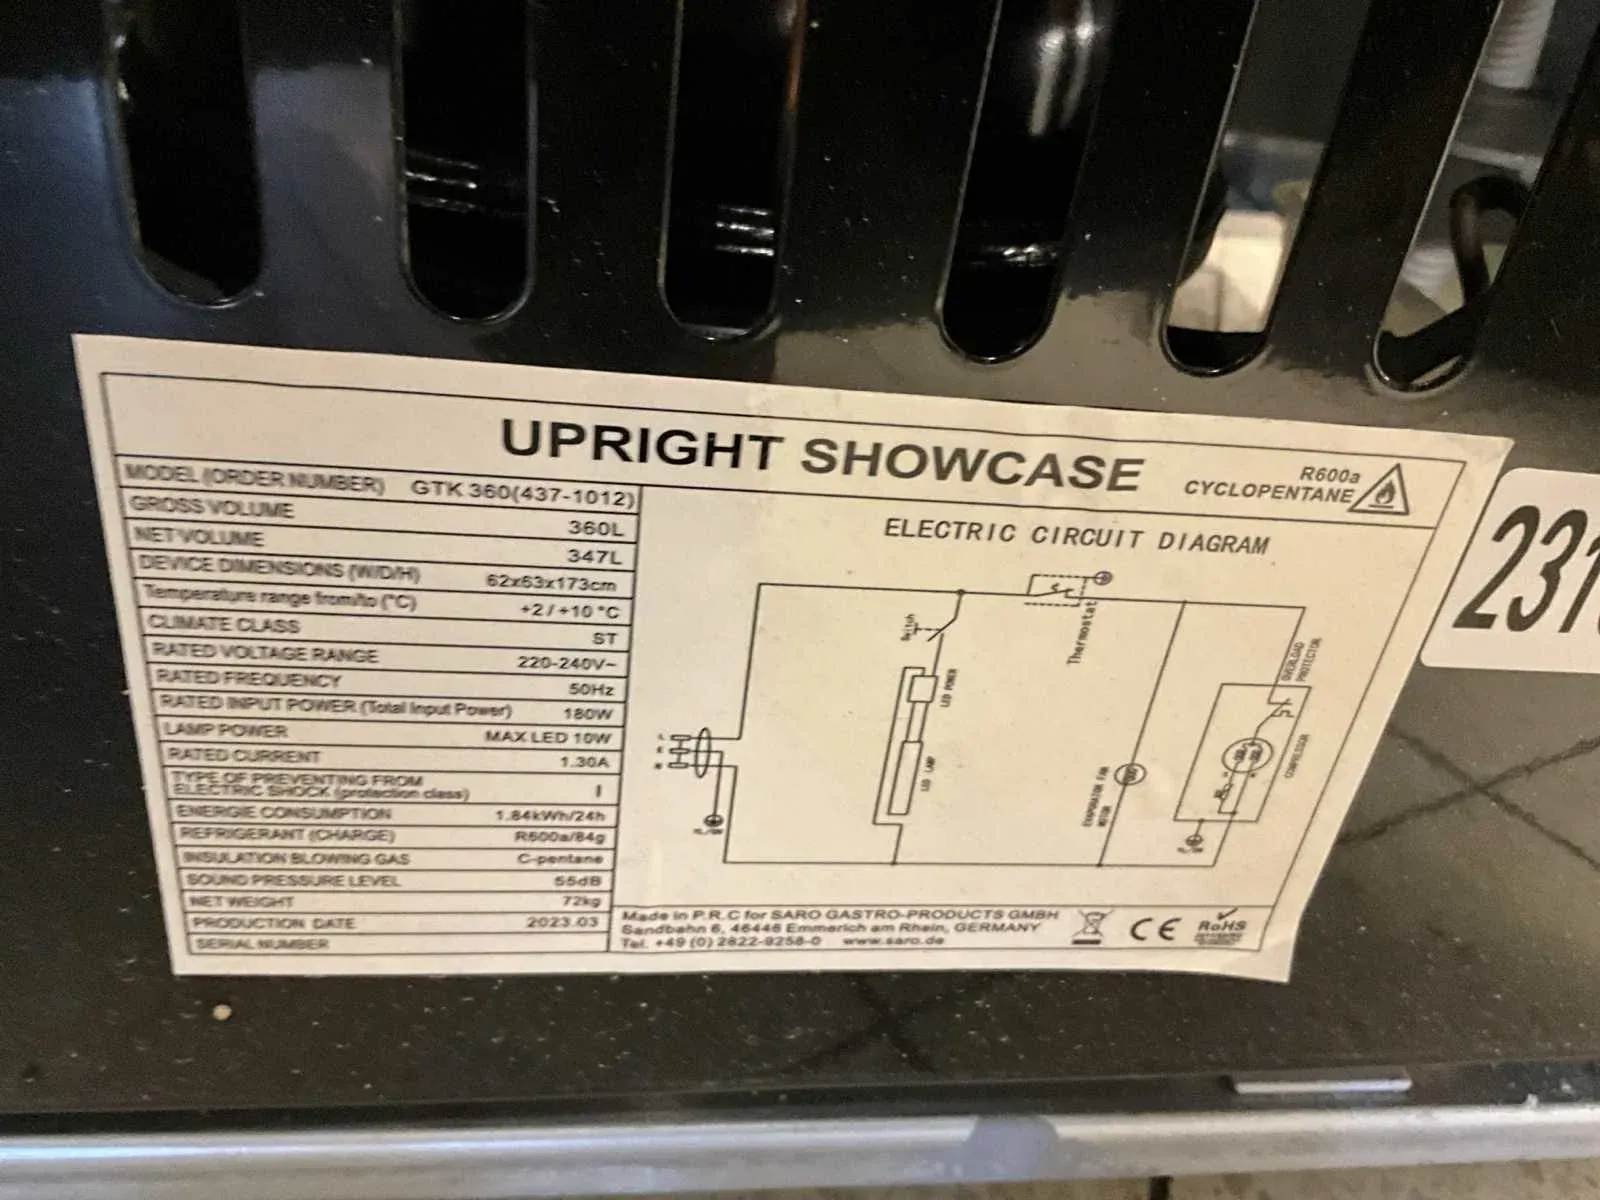 UPRIGHT SHOWCASE
R600a
CYCLOPENTANE
MODEL (ORDER NUMBER) GTK 360(437-1012)
GROSS VOLUME 360L
NET VOLUME 347L
DEVICE DIMENSIONS (W/D/H) 62x63x173cm
Temperature range from/to (°C) +2/+10 °C
CLIMATE CLASS ST
RATED VOLTAGE RANGE 220-240V~
RATED FREQUENCY 50Hz
RATED INPUT POWER (Total Input Power) 180W
LAMP POWER MAX LED 10W
RATED CURRENT 1.30A
TYPE OF PREVENTING FROM
ELECTRIC SHOCK (protection class) I
ENERGIE CONSUMPTION 1.84kWh/24h
REFRIGERANT (CHARGE) R600a/84g
INSULATION BLOWING GAS C-pentane
SOUND PRESSURE LEVEL 55dB
NET WEIGHT 72kg
PRODUCTION DATE 2023.03
SERIAL NUMBER
ELECTRIC CIRCUIT DIAGRAM
Switch
Thermostat
LED POWER
LED LAMP
EVAPORATOR FAN
MOTOR
OVERLOAD
PROTECTOR
COMPRESSOR
L
E
N
YL/GN
YL/GN
Made in P.R.C for SARO GASTRO-PRODUCTS GMBH
Sandbahn 6, 46446 Emmerich am Rhein, GERMANY
Tel. +49 (0) 2822-9258-0 www.saro.de
CE
RoHS
231